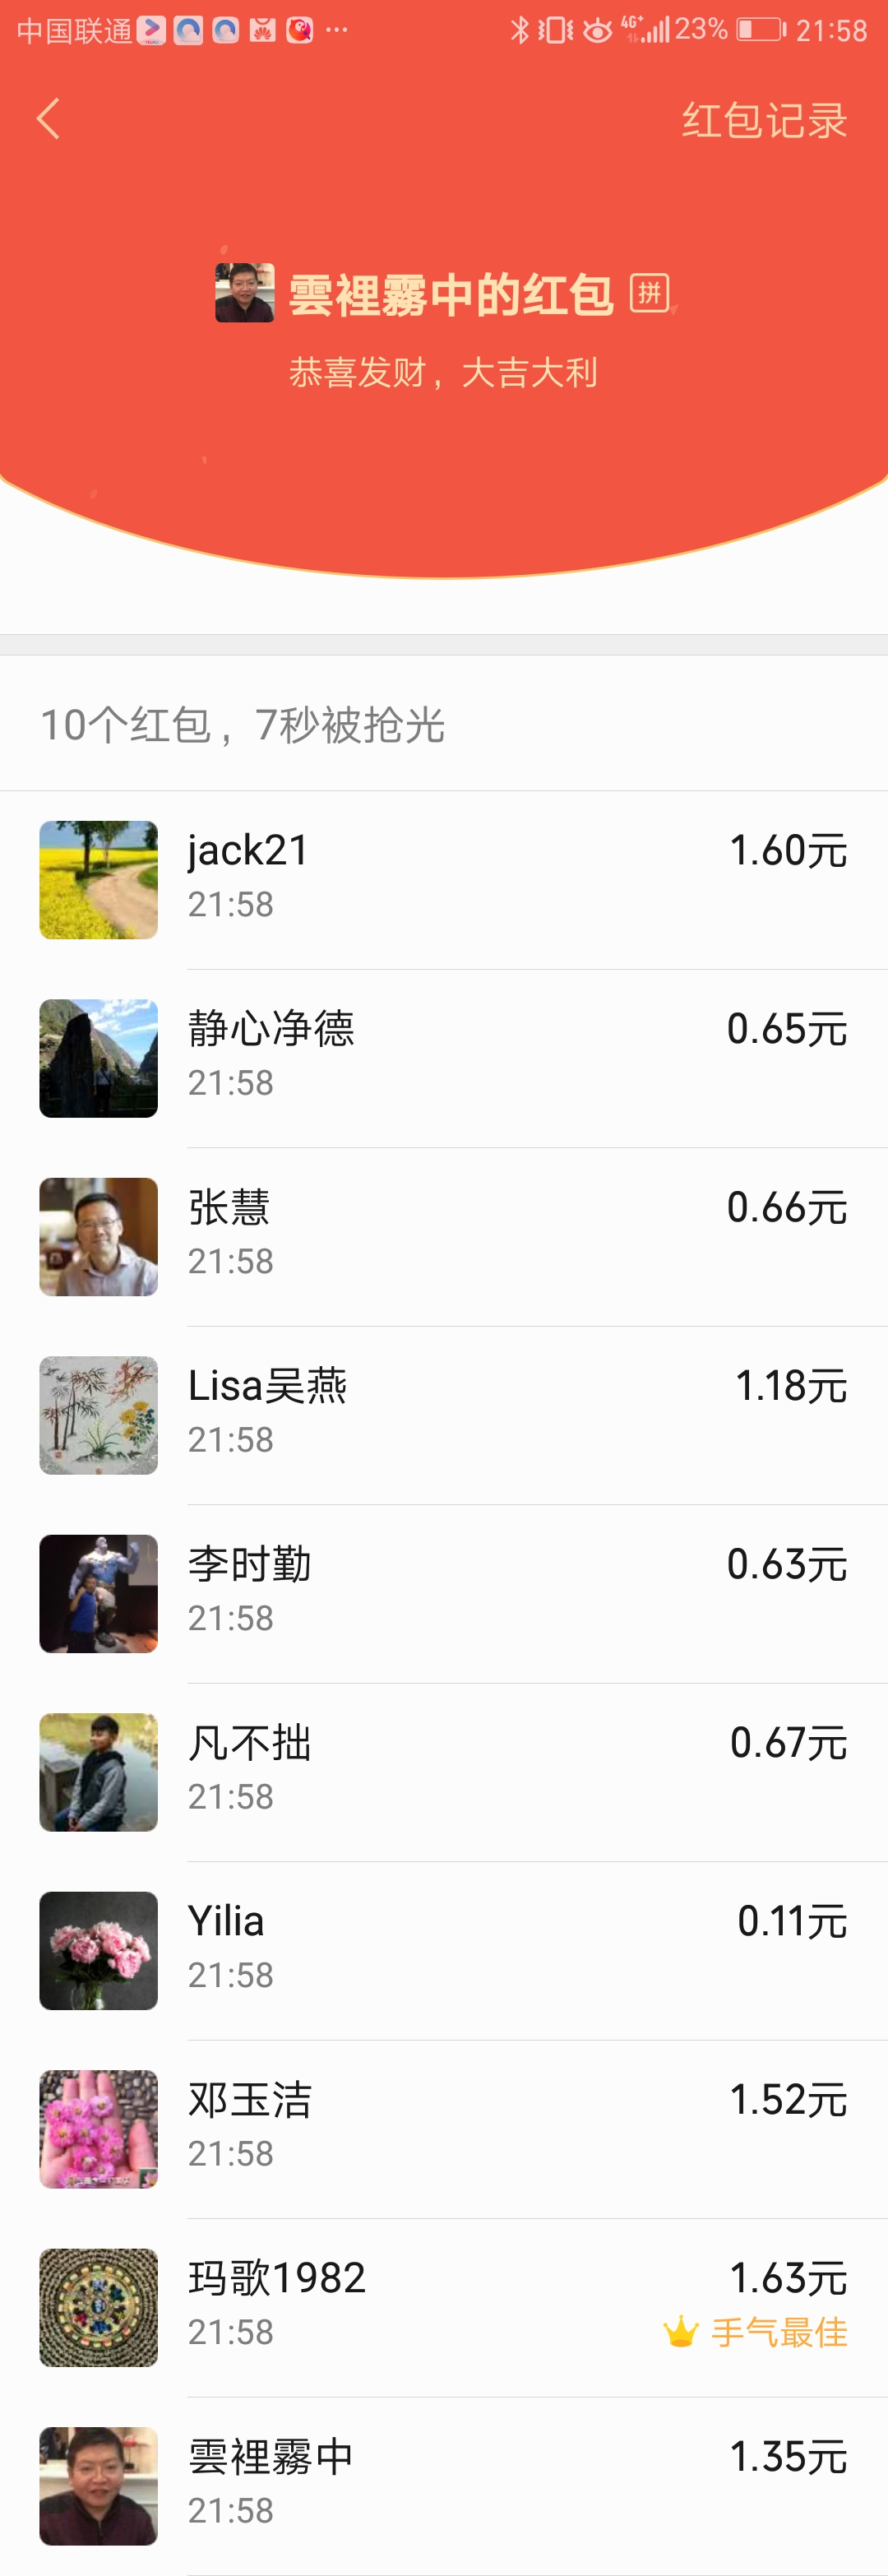 中国联通 4G+ 23% 21:58
红包记录
雲裡霧中的红包 拼
恭喜发财，大吉大利
10个红包，7秒被抢光
jack21 1.60元
21:58
静心净德 0.65元
21:58
张慧 0.66元
21:58
Lisa吴燕 1.18元
21:58
李时勤 0.63元
21:58
凡不拙 0.67元
21:58
Yilia 0.11元
21:58
邓玉洁 1.52元
21:58
玛歌1982 1.63元
21:58 手气最佳
雲裡霧中 1.35元
21:58